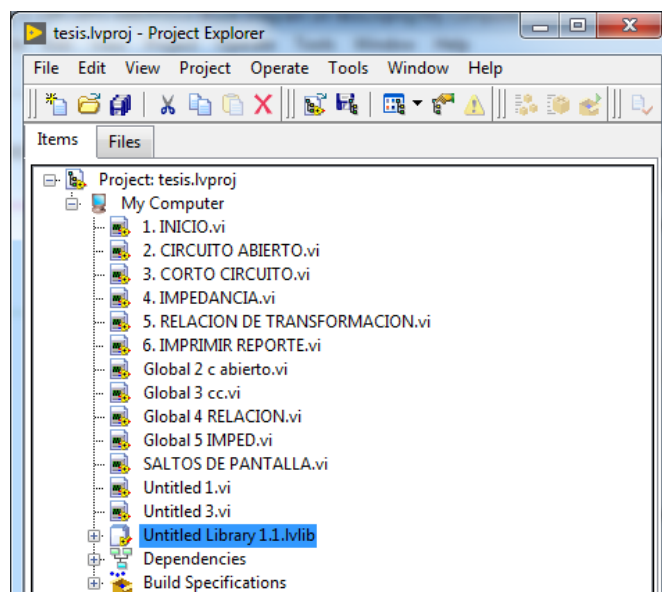 tesis.lvproj - Project Explorer
File Edit View Project Operate Tools Window Help
Items Files
Project: tesis.lvproj
My Computer
1. INICIO.vi
2. CIRCUITO ABIERTO.vi
3. CORTO CIRCUITO.vi
4. IMPEDANCIA.vi
5. RELACION DE TRANSFORMACION.vi
6. IMPRIMIR REPORTE.vi
Global 2 c abierto.vi
Global 3 cc.vi
Global 4 RELACION.vi
Global 5 IMPED.vi
SALTOS DE PANTALLA.vi
Untitled 1.vi
Untitled 3.vi
Untitled Library 1.1.lvlib
Dependencies
Build Specifications